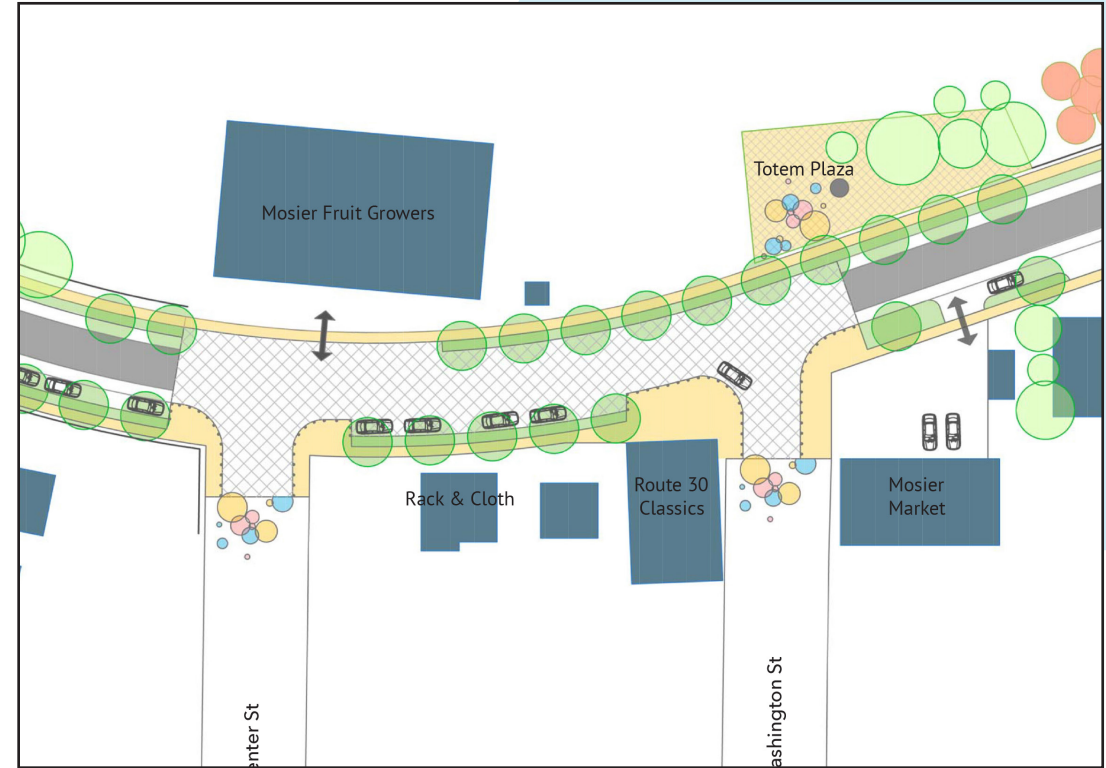 Totem Plaza
Mosier Fruit Growers
Rack & Cloth
Route 30
Classics
Mosier
Market
enter St
ashington St